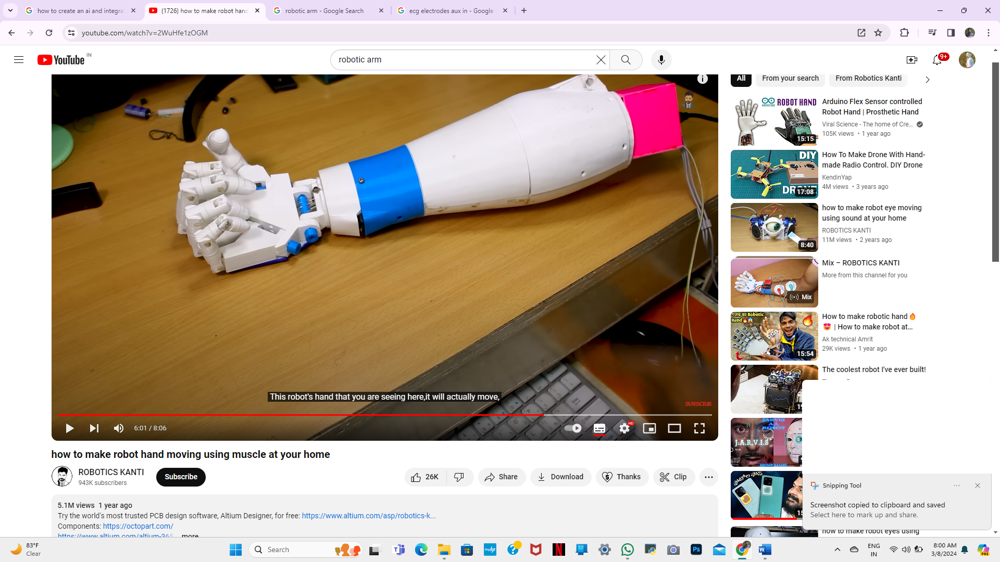 how to create an ai and integra
(1726) how to make robot hand
robotic arm - Google Search
ecg electrodes aux in - Google
youtube.com/watch?v=2WuHfe1zOGM
YouTube IN
robotic arm
9+
All
From your search
From Robotics Kanti
This robot's hand that you are seeing here,it will actually move,
SUBSCRIB
6:01 / 8:06
HD
how to make robot hand moving using muscle at your home
ROBOTICS KANTI
943K subscribers
Subscribe
26K
Share
Download
Thanks
Clip
5.1M views 1 year ago
Try the world's most trusted PCB design software, Altium Designer, for free: https://www.altium.com/asp/robotics-k...
Components: https://octopart.com/
https://www.altium.com/altium-365 ...more
ARDUINO ROBOT HAND
15:15
Arduino Flex Sensor controlled
Robot Hand | Prosthetic Hand
Viral Science - The home of Cre...
105K views • 1 year ago
DIY
DRONE
17:08
How To Make Drone With Hand-
made Radio Control. DIY Drone
KendinYap
4M views • 3 years ago
8:40
how to make robot eye moving
using sound at your home
ROBOTICS KANTI
11M views • 2 years ago
Mix
Mix – ROBOTICS KANTI
More from this channel for you
गजब का Robotic
Hand
15:54
How to make robotic hand🔥
😍 | How to make robot at...
Ak technical Amrit
29K views • 1 year ago
The coolest robot I've ever built!
JARVIS
A.I.
ROBOT
J.A.R.V.I.S
HOMEMADE
Snipping Tool
Screenshot copied to clipboard and saved
Select here to mark up and share.
how to make robot eyes using
83°F
Clear
Search
myhp
Ps
ENG
IN
8:00 AM
3/8/2024
PRE